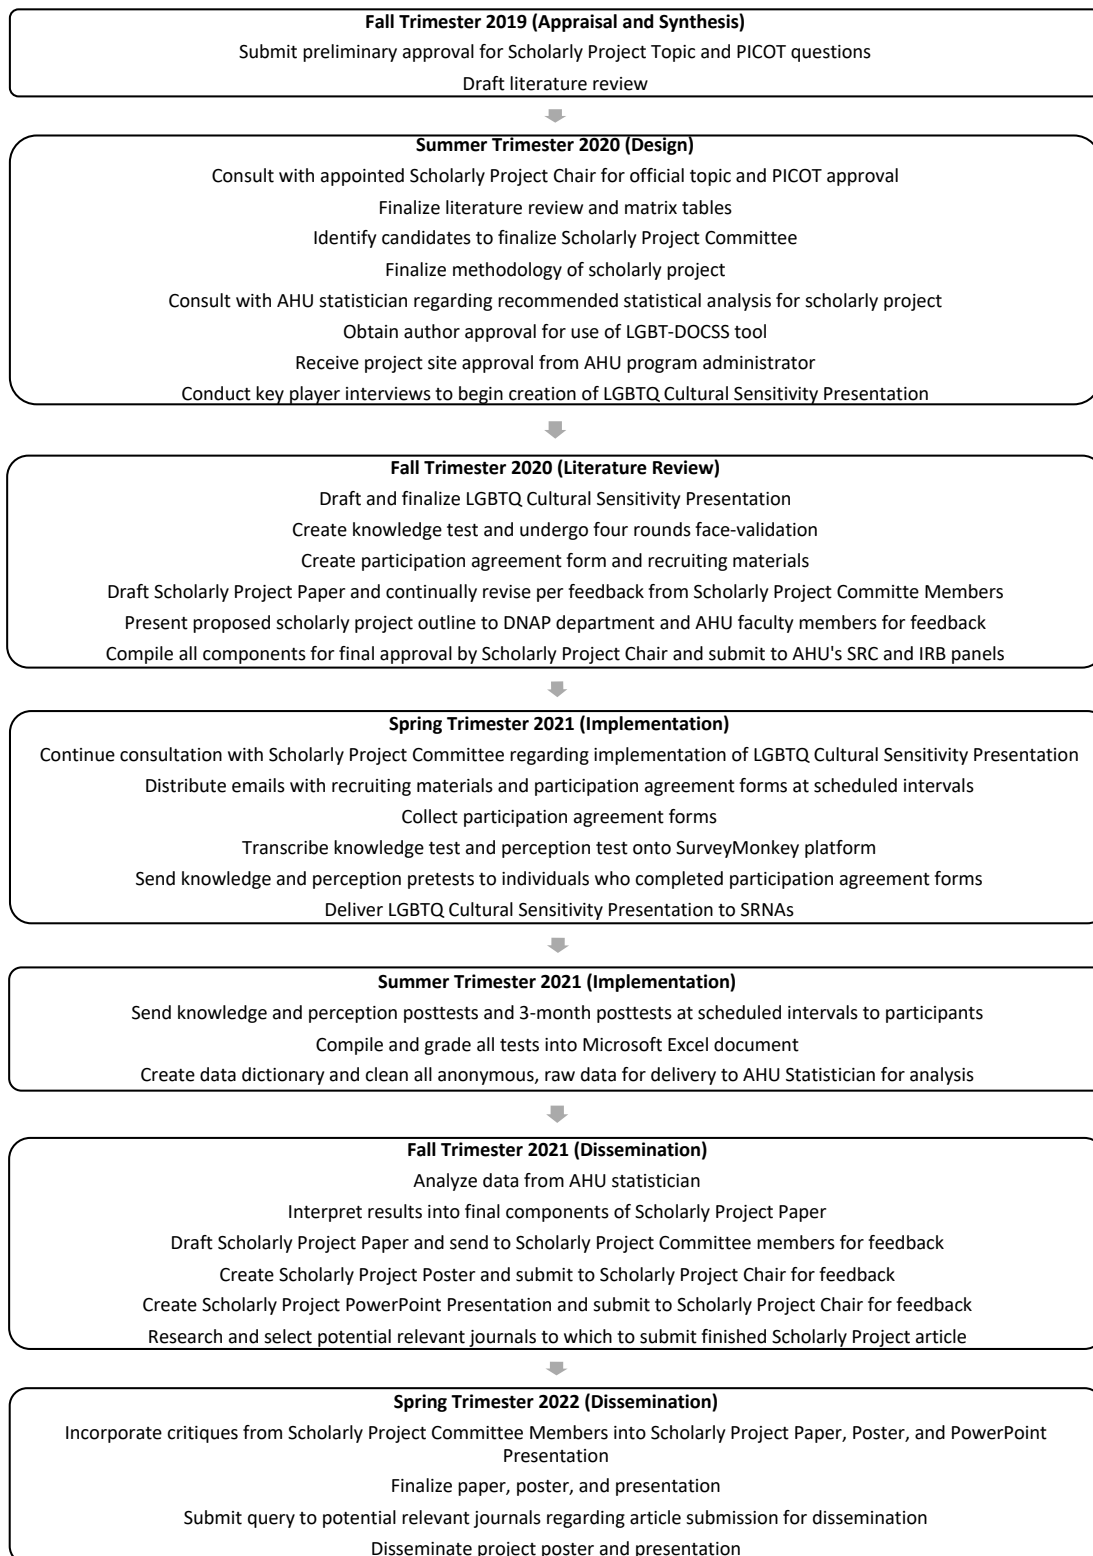 Fall Trimester 2019 (Appraisal and Synthesis)
Submit preliminary approval for Scholarly Project Topic and PICOT questions
Draft literature review
Summer Trimester 2020 (Design)
Consult with appointed Scholarly Project Chair for official topic and PICOT approval
Finalize literature review and matrix tables
Identify candidates to finalize Scholarly Project Committee
Finalize methodology of scholarly project
Consult with AHU statistician regarding recommended statistical analysis for scholarly project
Obtain author approval for use of LGBT-DOCSS tool
Receive project site approval from AHU program administrator
Conduct key player interviews to begin creation of LGBTQ Cultural Sensitivity Presentation
Fall Trimester 2020 (Literature Review)
Draft and finalize LGBTQ Cultural Sensitivity Presentation
Create knowledge test and undergo four rounds face-validation
Create participation agreement form and recruiting materials
Draft Scholarly Project Paper and continually revise per feedback from Scholarly Project Committe Members
Present proposed scholarly project outline to DNAP department and AHU faculty members for feedback
Compile all components for final approval by Scholarly Project Chair and submit to AHU's SRC and IRB panels
Spring Trimester 2021 (Implementation)
Continue consultation with Scholarly Project Committee regarding implementation of LGBTQ Cultural Sensitivity Presentation
Distribute emails with recruiting materials and participation agreement forms at scheduled intervals
Collect participation agreement forms
Transcribe knowledge test and perception test onto SurveyMonkey platform
Send knowledge and perception pretests to individuals who completed participation agreement forms
Deliver LGBTQ Cultural Sensitivity Presentation to SRNAs
Summer Trimester 2021 (Implementation)
Send knowledge and perception posttests and 3-month posttests at scheduled intervals to participants
Compile and grade all tests into Microsoft Excel document
Create data dictionary and clean all anonymous, raw data for delivery to AHU Statistician for analysis
Fall Trimester 2021 (Dissemination)
Analyze data from AHU statistician
Interpret results into final components of Scholarly Project Paper
Draft Scholarly Project Paper and send to Scholarly Project Committee members for feedback
Create Scholarly Project Poster and submit to Scholarly Project Chair for feedback
Create Scholarly Project PowerPoint Presentation and submit to Scholarly Project Chair for feedback
Research and select potential relevant journals to which to submit finished Scholarly Project article
Spring Trimester 2022 (Dissemination)
Incorporate critiques from Scholarly Project Committee Members into Scholarly Project Paper, Poster, and PowerPoint
Presentation
Finalize paper, poster, and presentation
Submit query to potential relevant journals regarding article submission for dissemination
Disseminate project poster and presentation